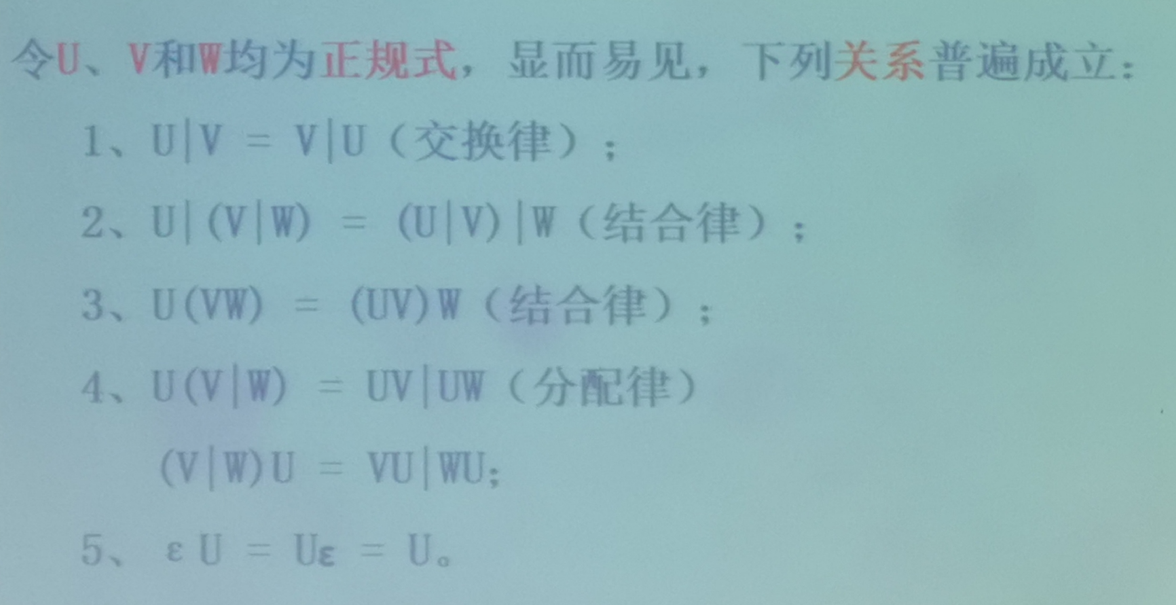 令U、V和W均为正规式，显而易见，下列关系普遍成立：
1、U|V = V|U（交换律）；
2、U|(V|W) = (U|V)|W（结合律）；
3、U(VW) = (UV)W（结合律）；
4、U(V|W) = UV|UW（分配律）
(V|W)U = VU|WU;
5、εU = Uε = U。